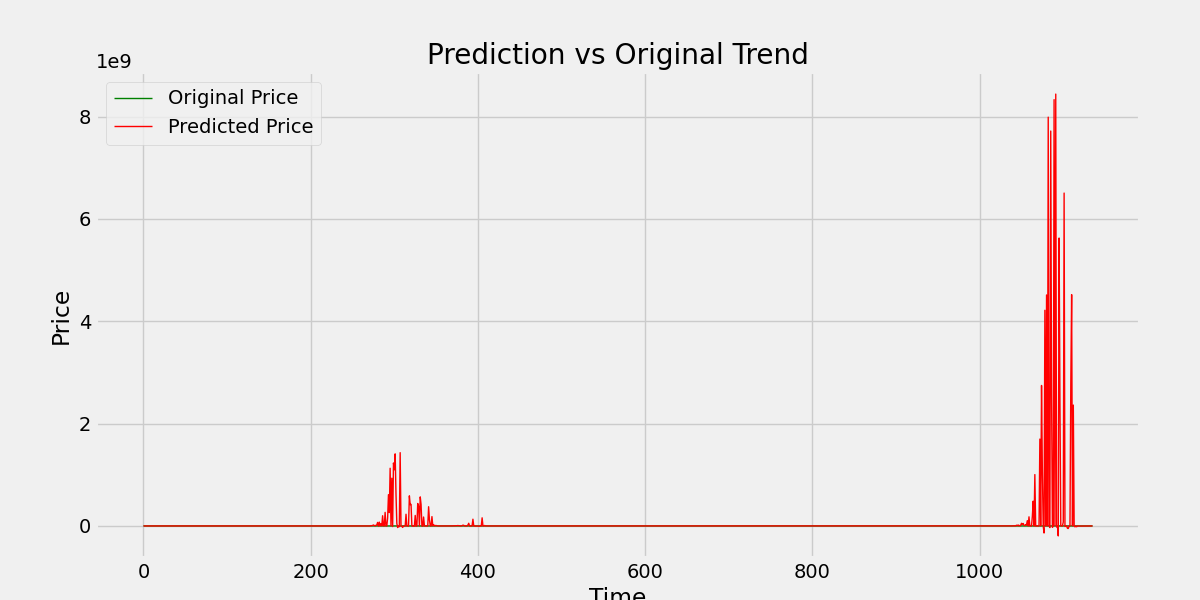 Prediction vs Original Trend
1e9
Original Price
Predicted Price
8
6
4
2
0
Price
0 200 400 600 800 1000
Time